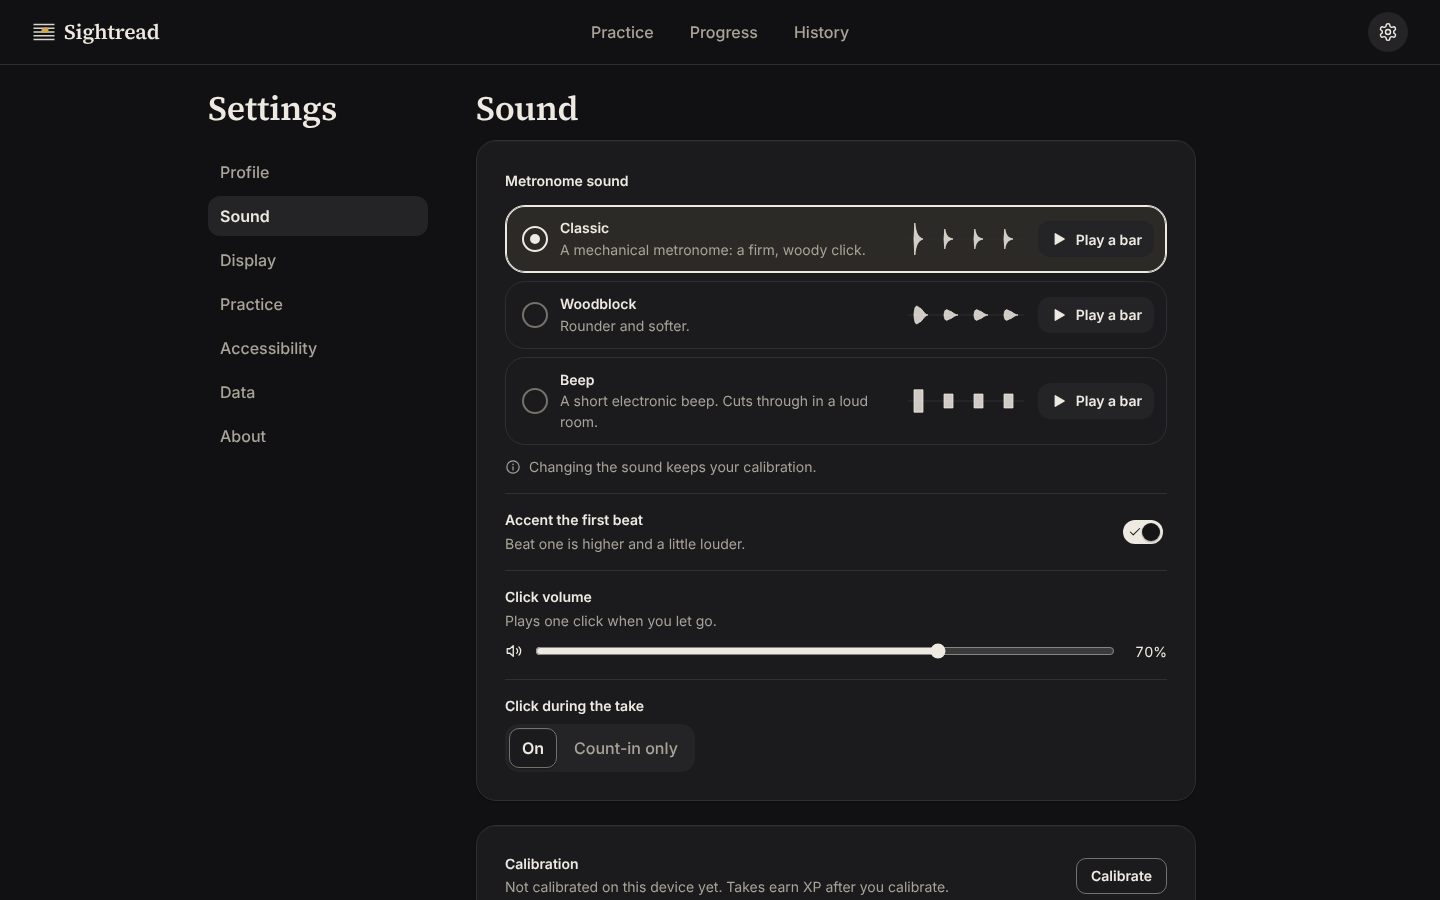 Sightread
Practice
Progress
History
Settings
Profile
Sound
Display
Practice
Accessibility
Data
About
Sound
Metronome sound
Classic
A mechanical metronome: a firm, woody click.
Play a bar
Woodblock
Rounder and softer.
Play a bar
Beep
A short electronic beep. Cuts through in a loud
room.
Play a bar
Changing the sound keeps your calibration.
Accent the first beat
Beat one is higher and a little louder.
Click volume
Plays one click when you let go.
70%
Click during the take
On
Count-in only
Calibration
Not calibrated on this device yet. Takes earn XP after you calibrate.
Calibrate